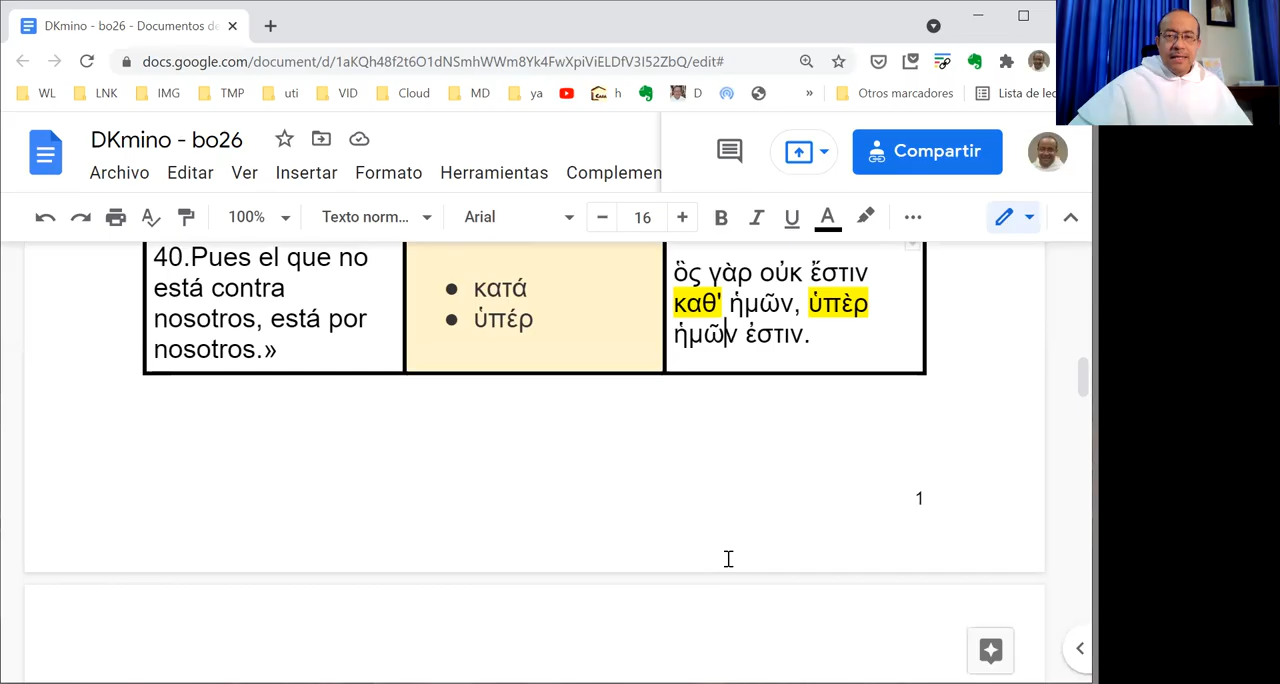 DKmino - bo26 - Documentos de
docs.google.com/document/d/1aKQh48f2t6O1dNSmhWWm8Yk4FwXpiViELDfV3I52ZbQ/edit#
WL LNK IMG TMP uti VID Cloud MD ya h D » Otros marcadores Lista de lec
DKmino - bo26
Compartir
Archivo Editar Ver Insertar Formato Herramientas Complemen
100% Texto norm... Arial 16 B I U A
40.Pues el que no
está contra
nosotros, está por
nosotros.»
● κατά
● ὑπέρ
ὃς γὰρ οὐκ ἔστιν
καθ' ἡμῶν, ὑπὲρ
ἡμῶν ἐστιν.
1